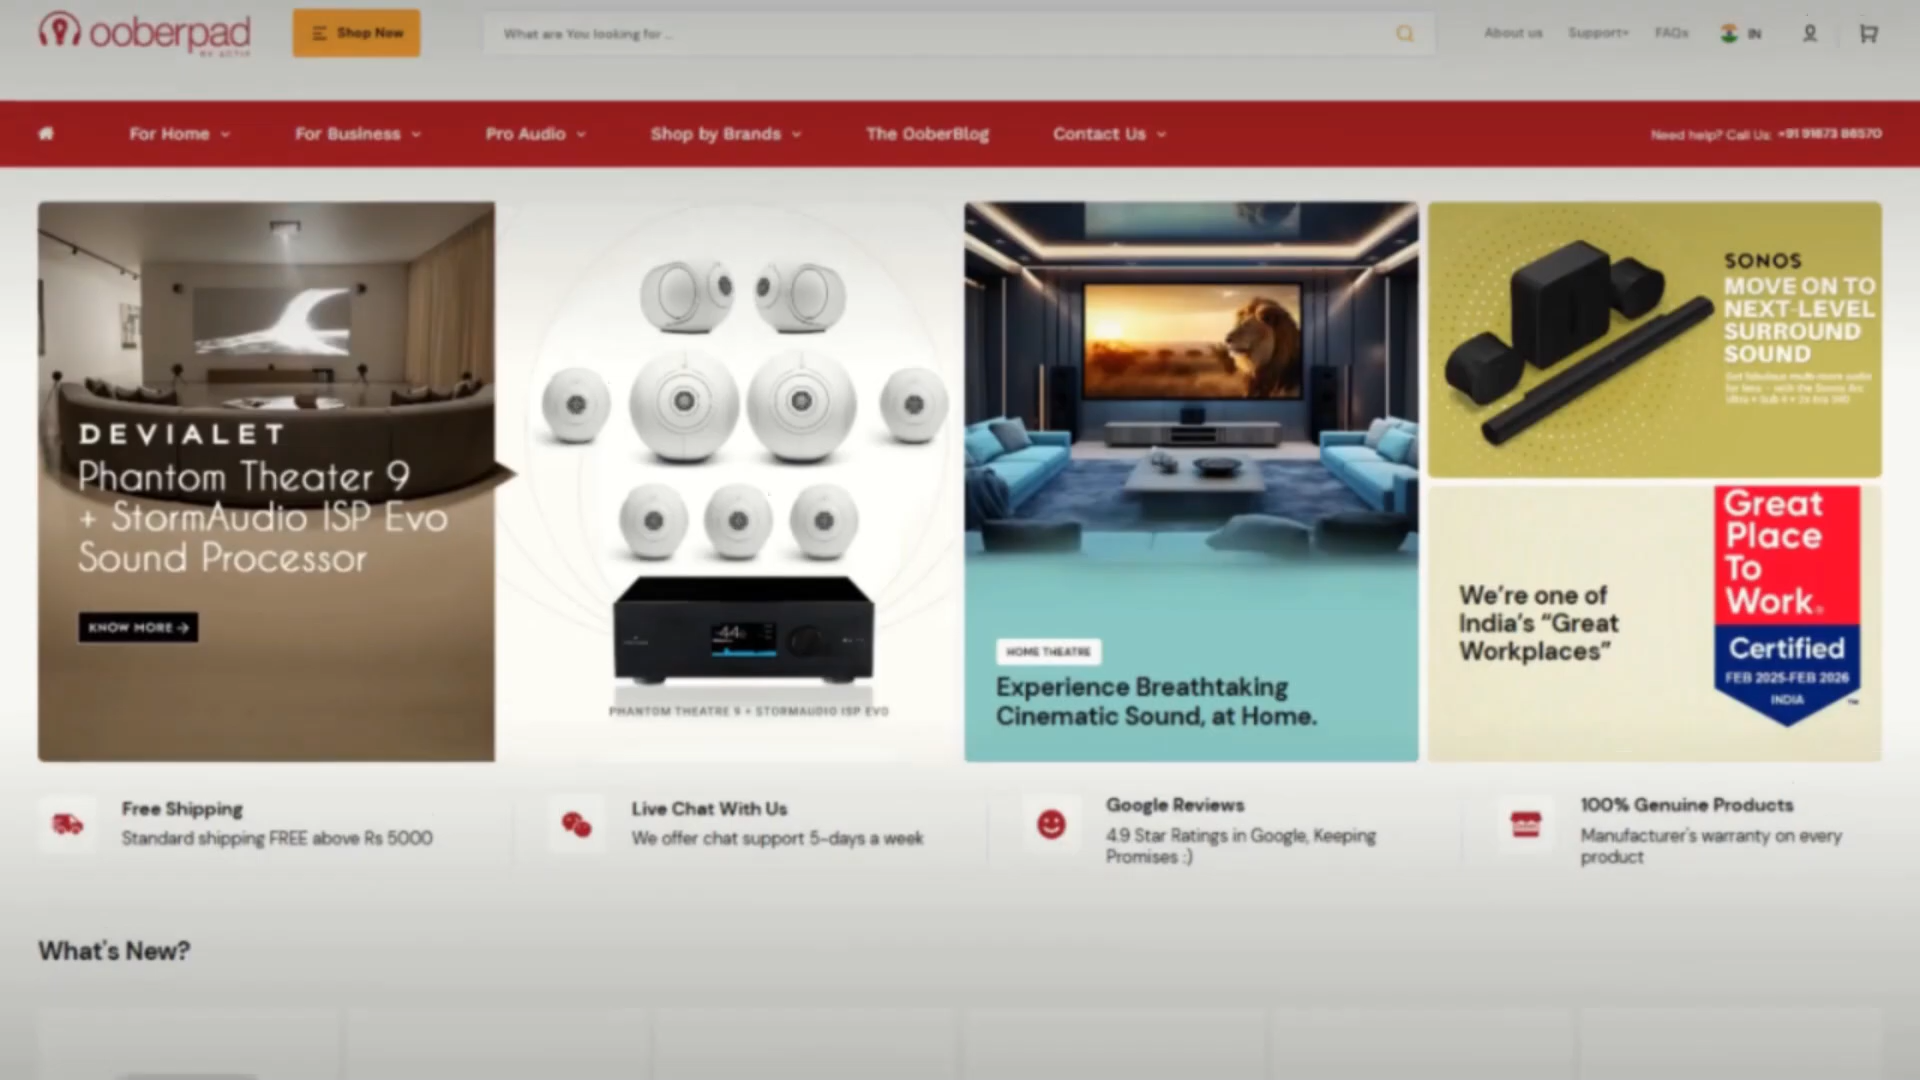 ooberpad
Shop Now
What are You looking for ...
About us
Support
FAQs
IN
For Home
For Business
Pro Audio
Shop by Brands
The OoberBlog
Contact Us
Need help? Call Us: +91 91673 86570
DEVIALET
Phantom Theater 9
+ StormAudio ISP Evo
Sound Processor
KNOW MORE →
-44
PHANTOM THEATRE 9 + STORMAUDIO ISP EVO
HOME THEATRE
Experience Breathtaking
Cinematic Sound, at Home.
SONOS
MOVE ON TO
NEXT-LEVEL
SURROUND
SOUND
We're one of
India's "Great
Workplaces"
Great
Place
To
Work®
Certified
FEB 2025-FEB 2026
INDIA
™
Free Shipping
Standard shipping FREE above Rs 5000
Live Chat With Us
We offer chat support 5-days a week
Google Reviews
4.9 Star Ratings in Google, Keeping
Promises :)
100% Genuine Products
Manufacturer's warranty on every
product
What's New?